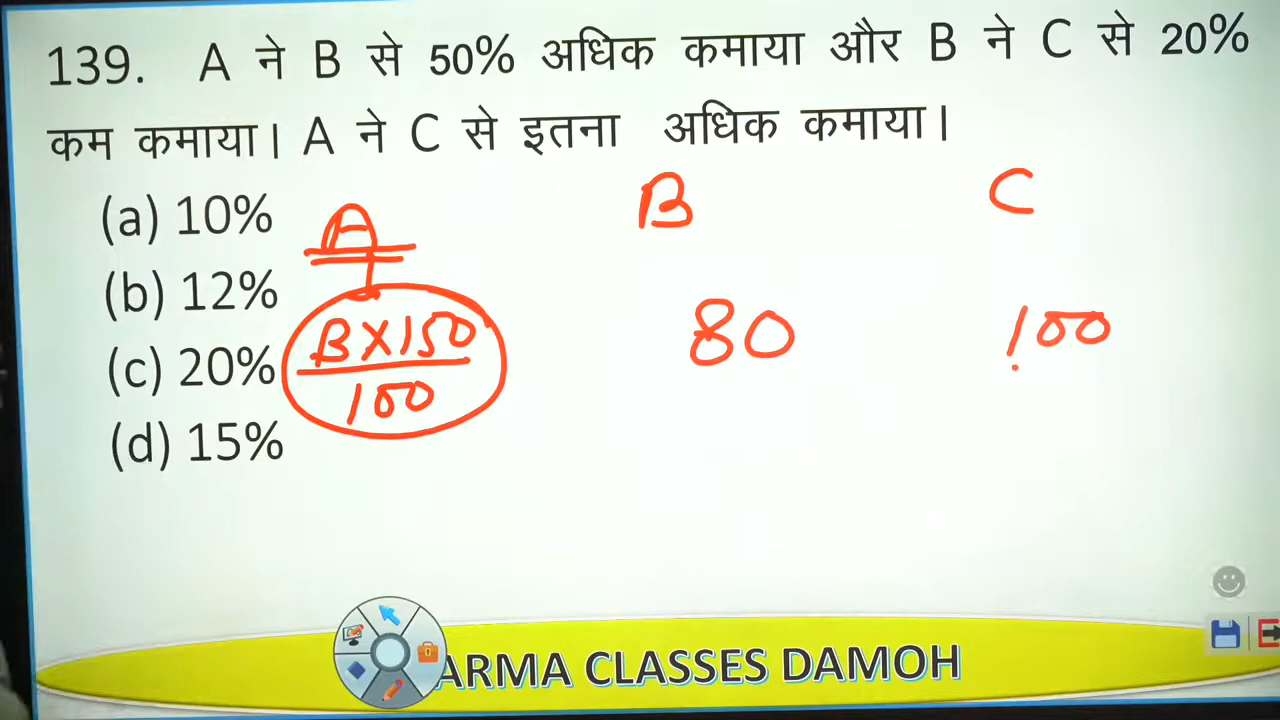 139. A ने B से 50% अधिक कमाया और B ने C से 20%
कम कमाया। A ने C से इतना अधिक कमाया।
(a) 10%
(b) 12%
(c) 20%
(d) 15%
A B C
B×150
100
80 100
ARMA CLASSES DAMOH